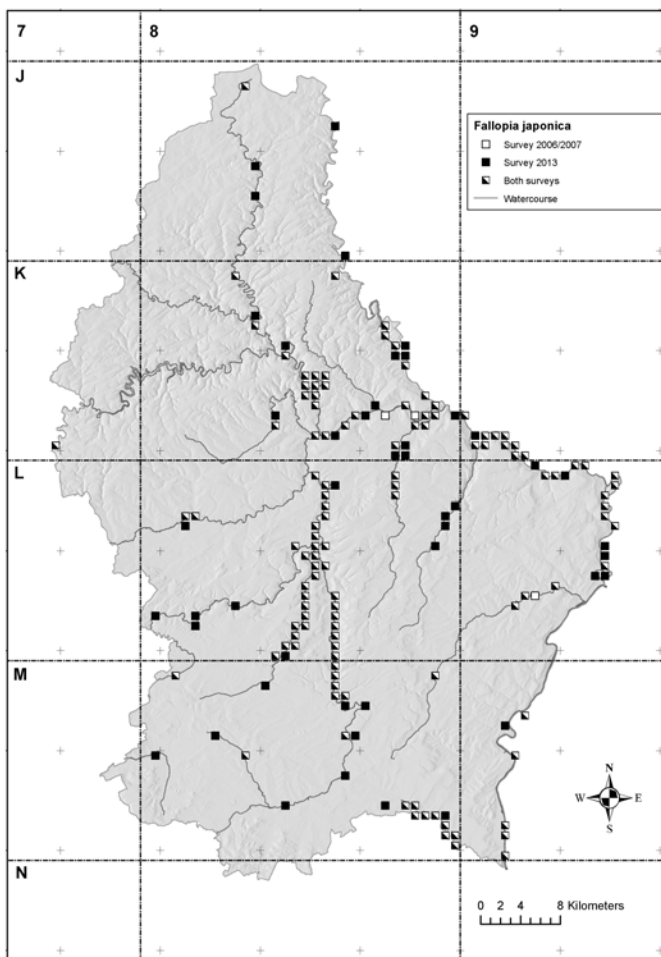 7 8 9
J
Fallopia japonica
Survey 2006/2007
Survey 2013
Both surveys
Watercourse
K
L
M
N
W E
S
N
0 2 4 8 Kilometers